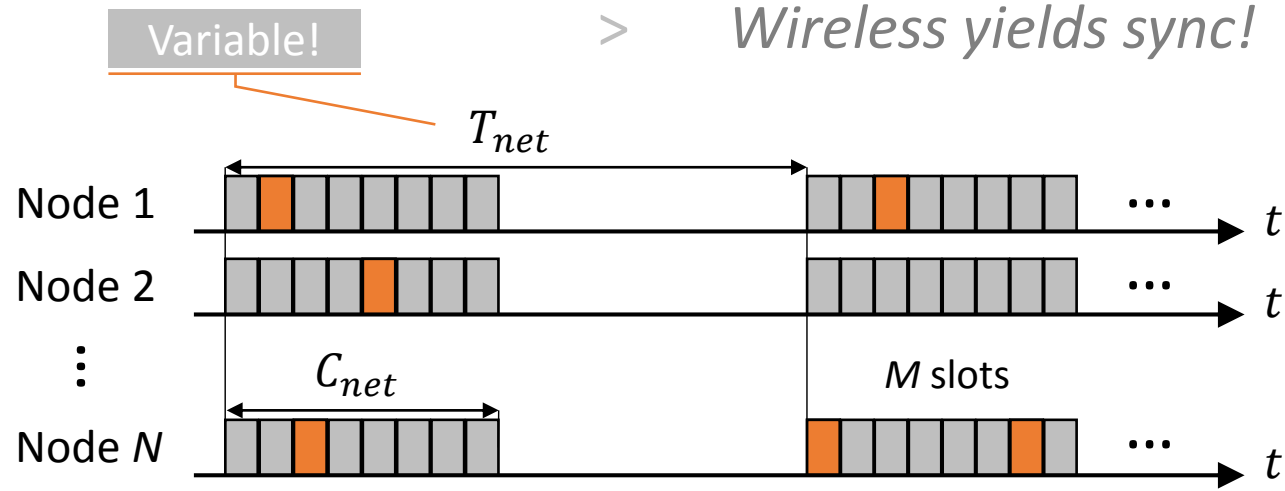 Variable! > Wireless yields sync!
T_net
Node 1 ... t
Node 2 ... t
⋮ C_net M slots
Node N ... t